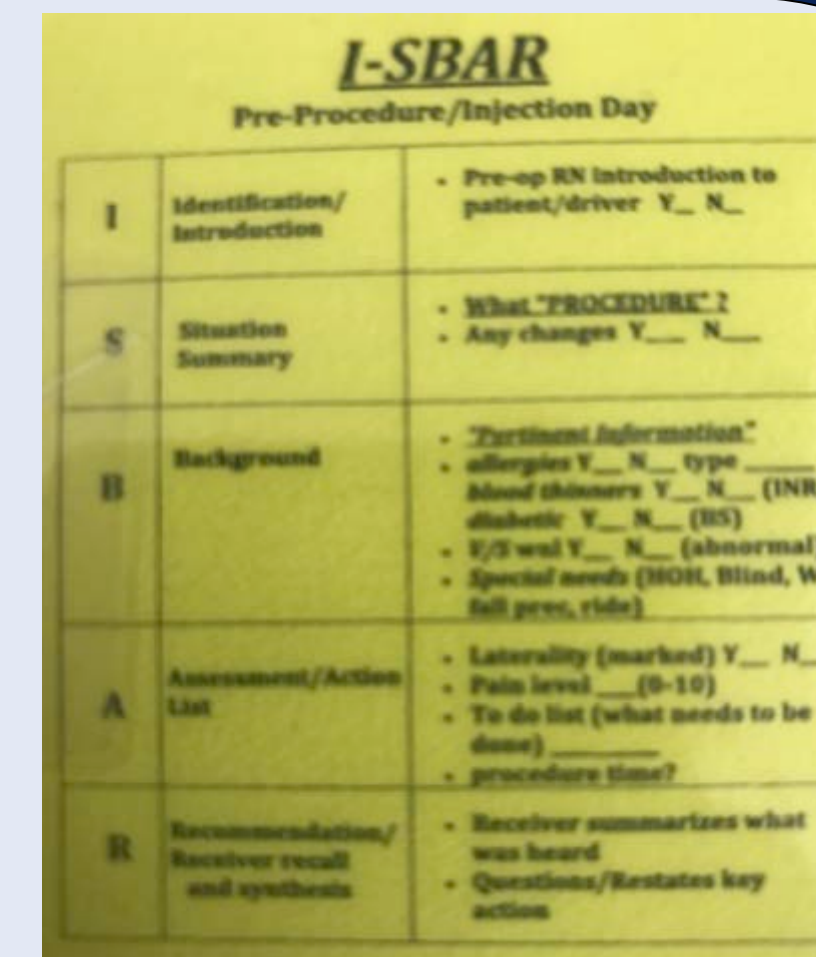 I-SBAR
Pre-Procedure/Injection Day
I
Identification/
Introduction
• Pre-op RN Introduction to
patient/driver Y__ N__
S
Situation
Summary
• What "PROCEDURE" ?
• Any changes Y___ N___
B
Background
• "Pertinent Information"
• allergies Y__ N__ type _____
blood thinners Y__ N__ (INR
diabetic Y__ N__ (BS)
• V/S wnl Y__ N__ (abnormal)
• Special needs (HOH, Blind, W
fall prec, ride)
A
Assessment/Action
List
• Laterality (marked) Y__ N__
• Pain level ___(0-10)
• To do list (what needs to be
done) ________
• procedure time?
R
Recommendation/
Receiver recall
and synthesis
• Receiver summarizes what
was heard
• Questions/Restates key
action